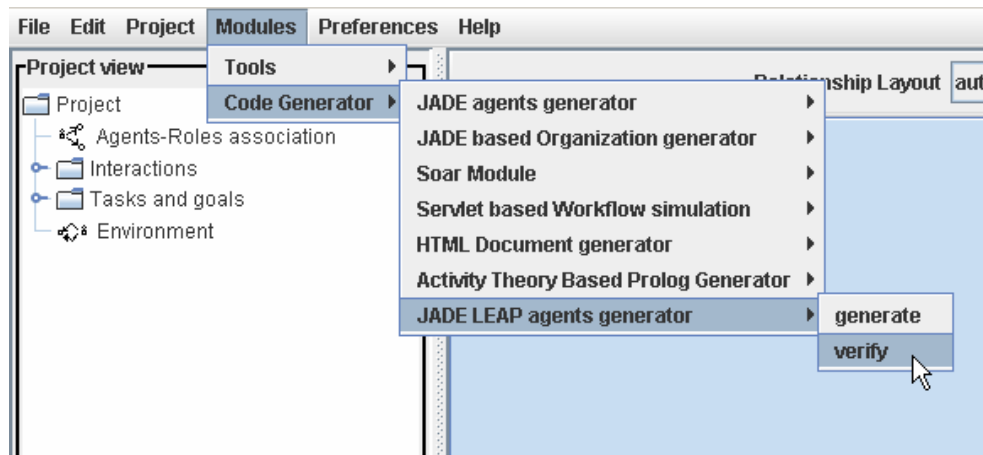 File Edit Project Modules Preferences Help
Project view
Tools
Relationship Layout
Project
Code Generator
JADE agents generator
Agents-Roles association
JADE based Organization generator
Interactions
Soar Module
Tasks and goals
Servlet based Workflow simulation
Environment
HTML Document generator
Activity Theory Based Prolog Generator
JADE LEAP agents generator
generate
verify